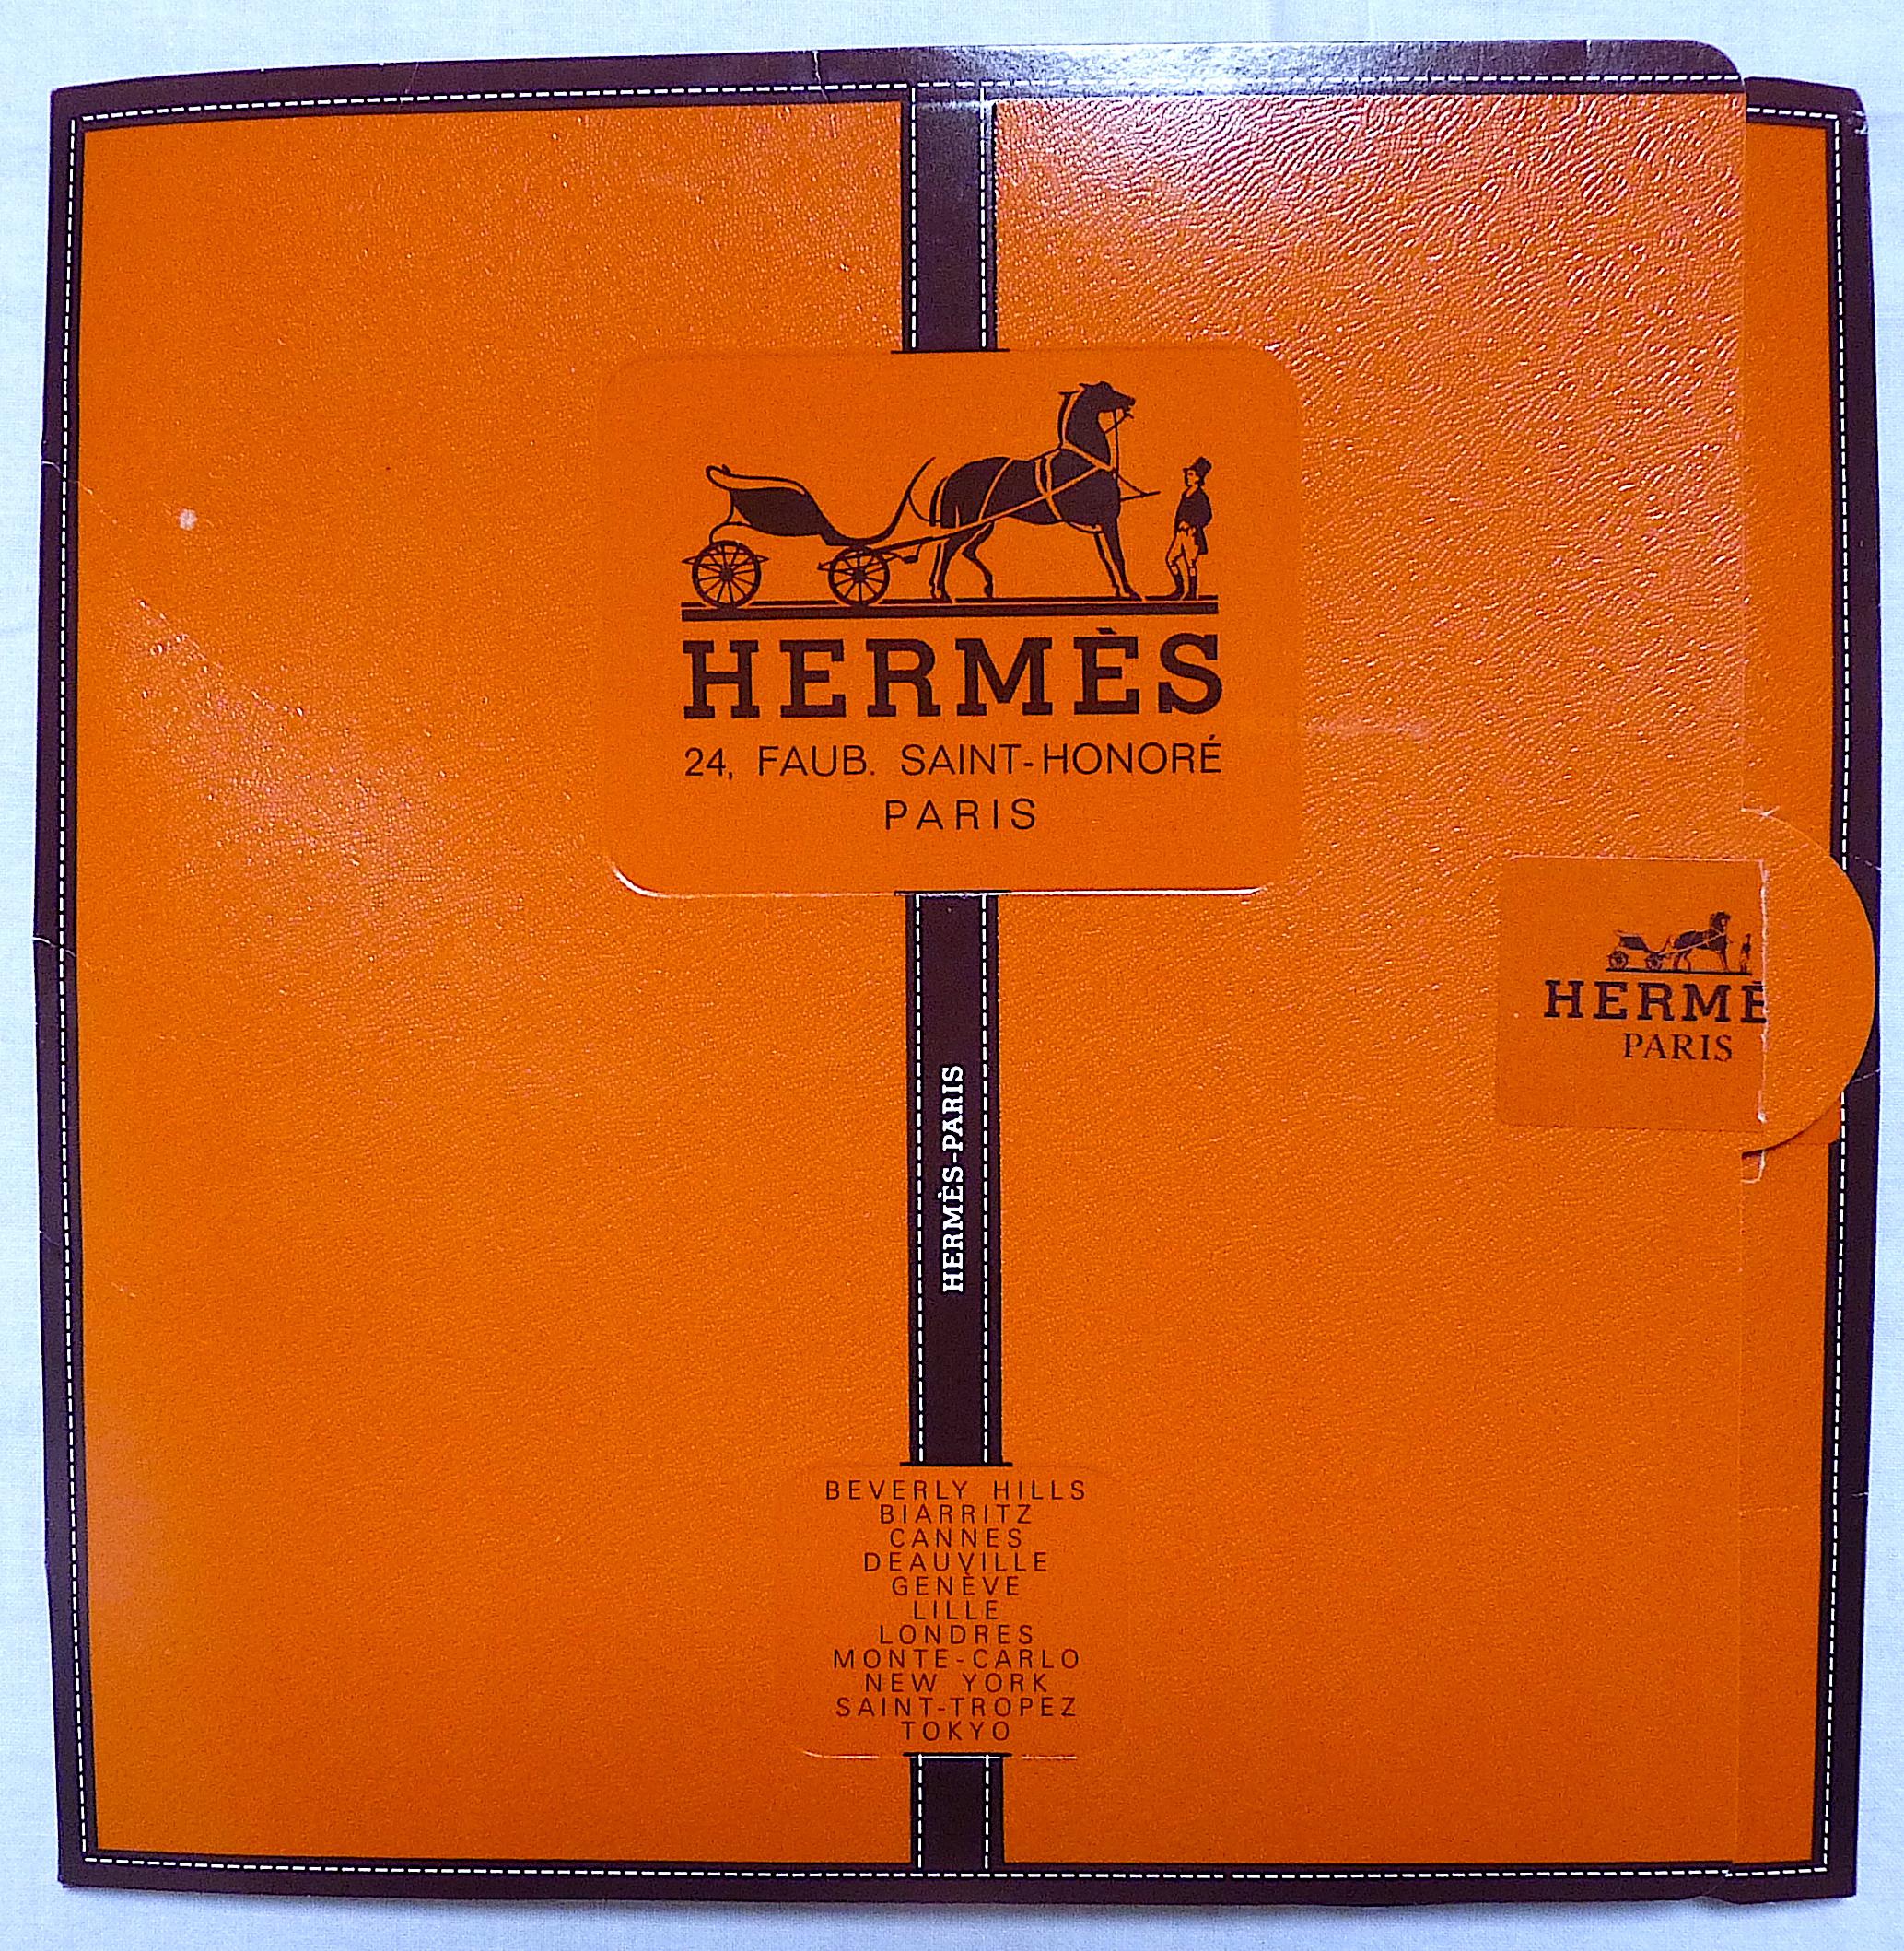 HERMÈS
24, FAUB. SAINT-HONORÉ
PARIS
HERMÈ
PARIS
HERMÈS-PARIS
BEVERLY HILLS
BIARRITZ
CANNES
DEAUVILLE
GENÈVE
LILLE
LONDRES
MONTE-CARLO
NEW YORK
SAINT-TROPEZ
TOKYO